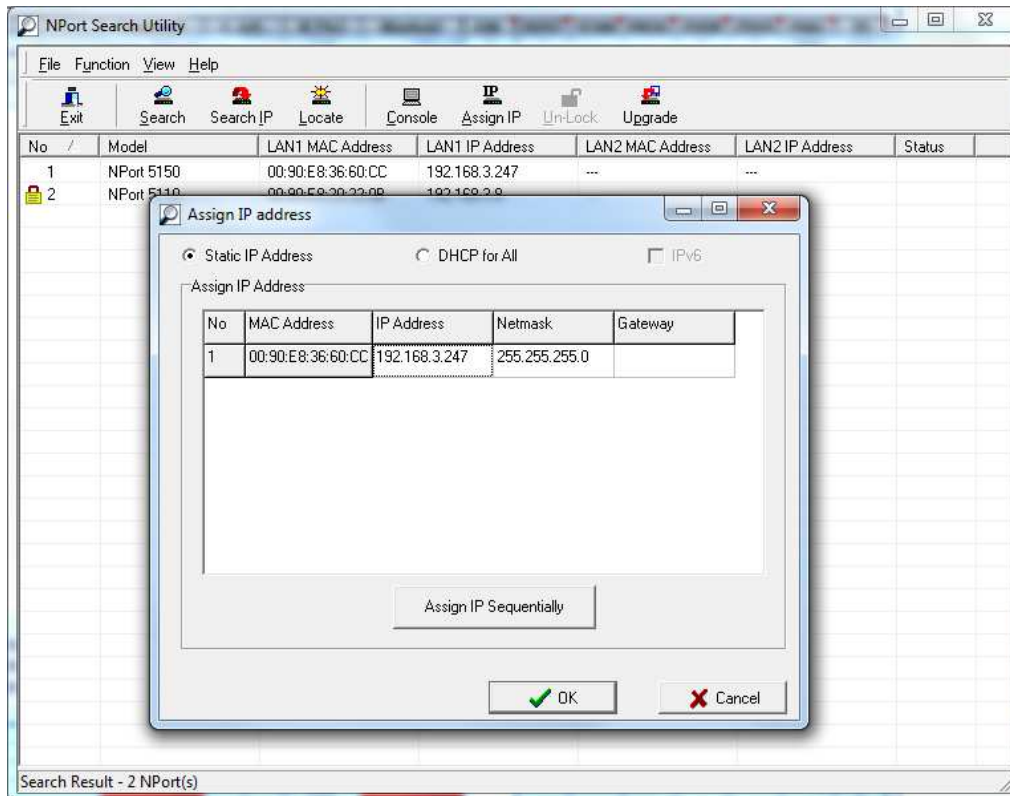 NPort Search Utility
File Function View Help
Exit Search Search IP Locate Console Assign IP Un-Lock Upgrade
No Model LAN1 MAC Address LAN1 IP Address LAN2 MAC Address LAN2 IP Address Status
1 NPort 5150 00:90:E8:36:60:CC 192.168.3.247 --- ---
2 NPort 5110
Assign IP address
Static IP Address DHCP for All IPv6
Assign IP Address
No MAC Address IP Address Netmask Gateway
1 00:90:E8:36:60:CC 192.168.3.247 255.255.255.0
Assign IP Sequentially
OK Cancel
Search Result - 2 NPort(s)